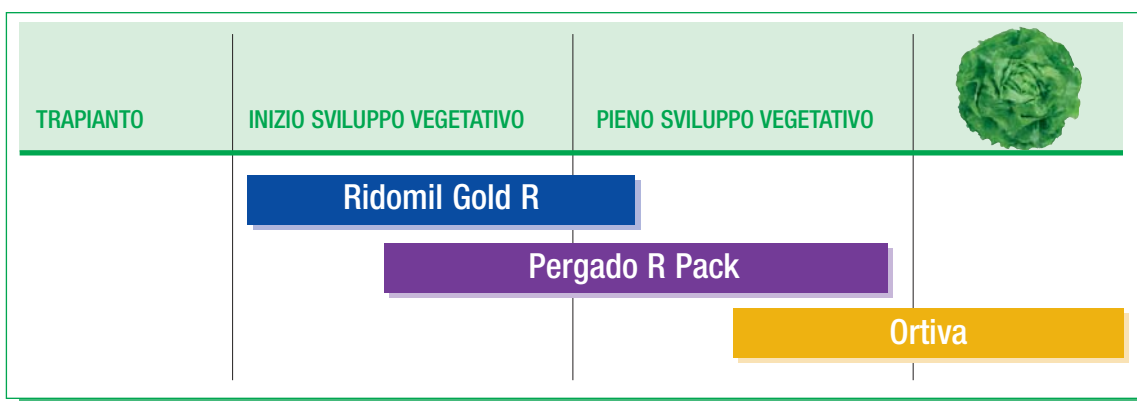 TRAPIANTO
INIZIO SVILUPPO VEGETATIVO
PIENO SVILUPPO VEGETATIVO
Ridomil Gold R
Pergado R Pack
Ortiva